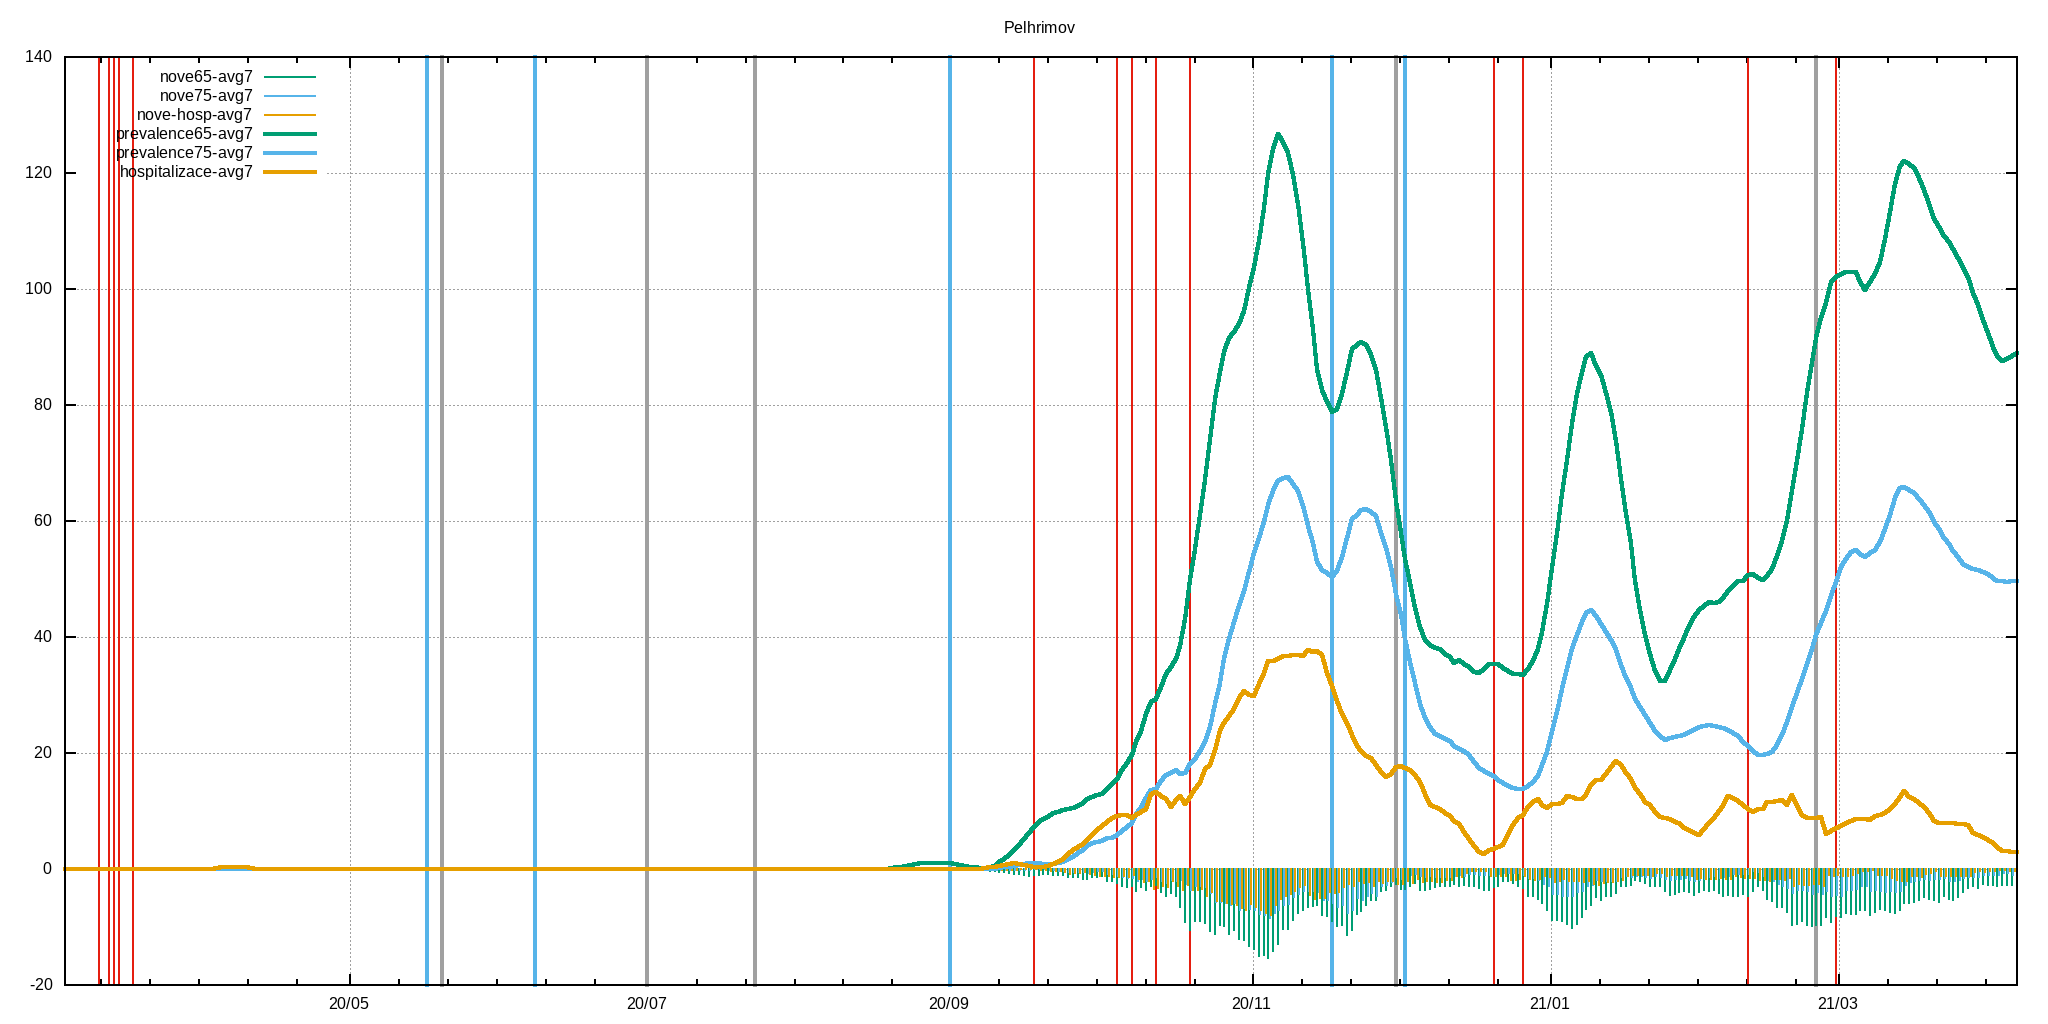 Pelhrimov
nove65-avg7
nove75-avg7
nove-hosp-avg7
prevalence65-avg7
prevalence75-avg7
hospitalizace-avg7
140
120
100
80
60
40
20
0
-20
20/05 20/07 20/09 20/11 21/01 21/03